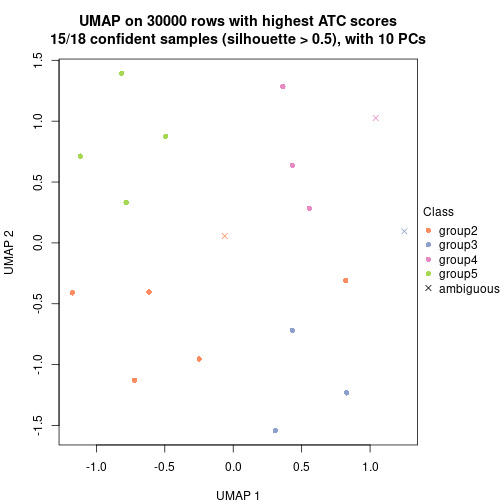 UMAP on 30000 rows with highest ATC scores
15/18 confident samples (silhouette > 0.5), with 10 PCs
1.5
1.0
0.5
0.0
-0.5
-1.0
-1.5
UMAP 2
Class
group2
group3
group4
group5
ambiguous
-1.0 -0.5 0.0 0.5 1.0
UMAP 1